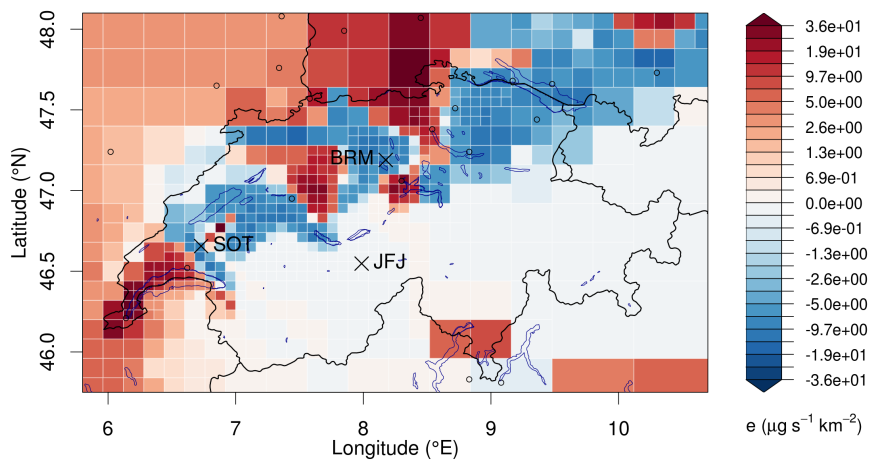 48.0
47.5
47.0
46.5
46.0
Latitude (°N)
BRM
SOT
JFJ
6
7
8
9
10
Longitude (°E)
3.6e+01
1.9e+01
9.7e+00
5.0e+00
2.6e+00
1.3e+00
6.9e-01
0.0e+00
-6.9e-01
-1.3e+00
-2.6e+00
-5.0e+00
-9.7e+00
-1.9e+01
-3.6e+01
e (µg s⁻¹ km⁻²)